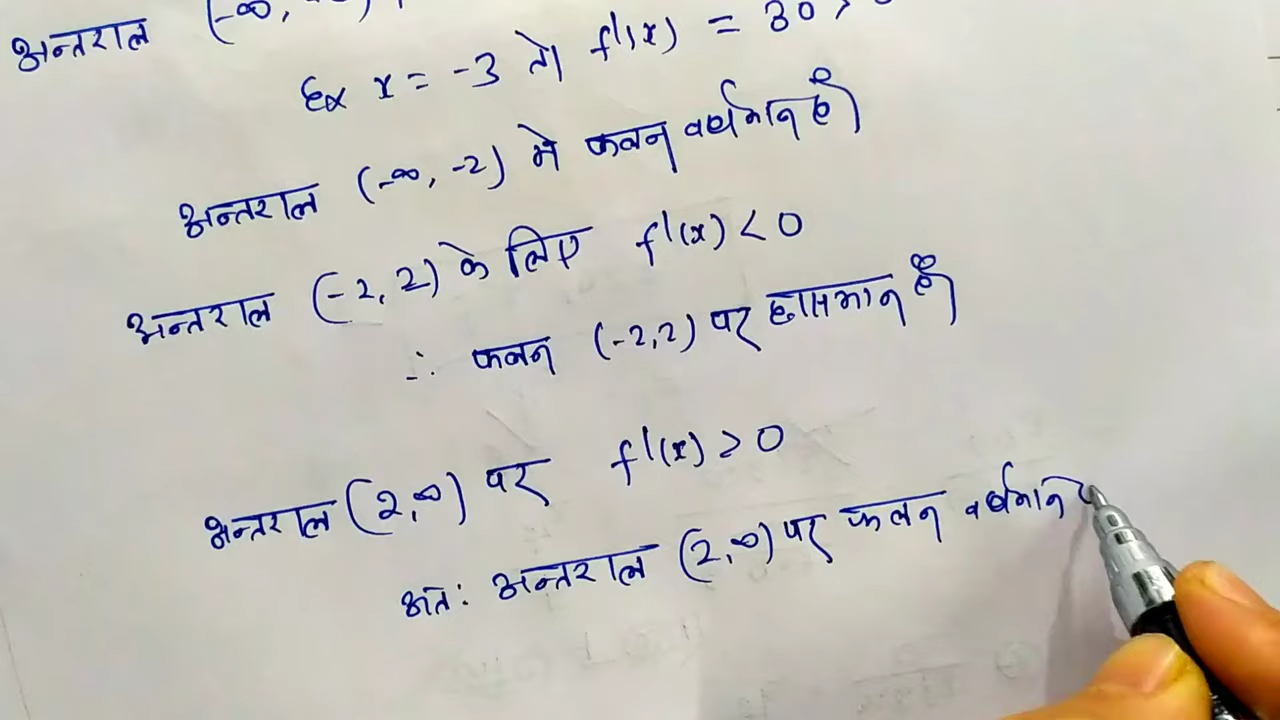 अन्तराल (-∞,
Ex x = -3 तो f'(x) = 30 >
अन्तराल (-∞, -2) मे फलन वर्धमान है।
अन्तराल (-2, 2) के लिए f'(x) < 0
∴ फलन (-2,2) पर ह्रासमान है।
अन्तराल (2, ∞) पर f'(x) > 0
अतः अन्तराल (2, ∞) पर फलन वर्धमान